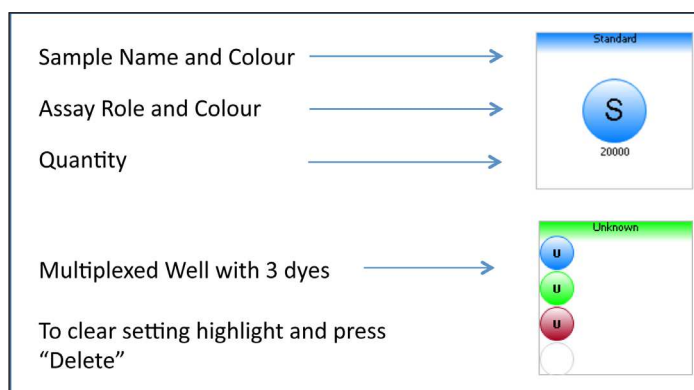 Sample Name and Colour
Standard
Assay Role and Colour
S
Quantity
20000
Unknown
U
U
Multiplexed Well with 3 dyes
U
To clear setting highlight and press
“Delete”